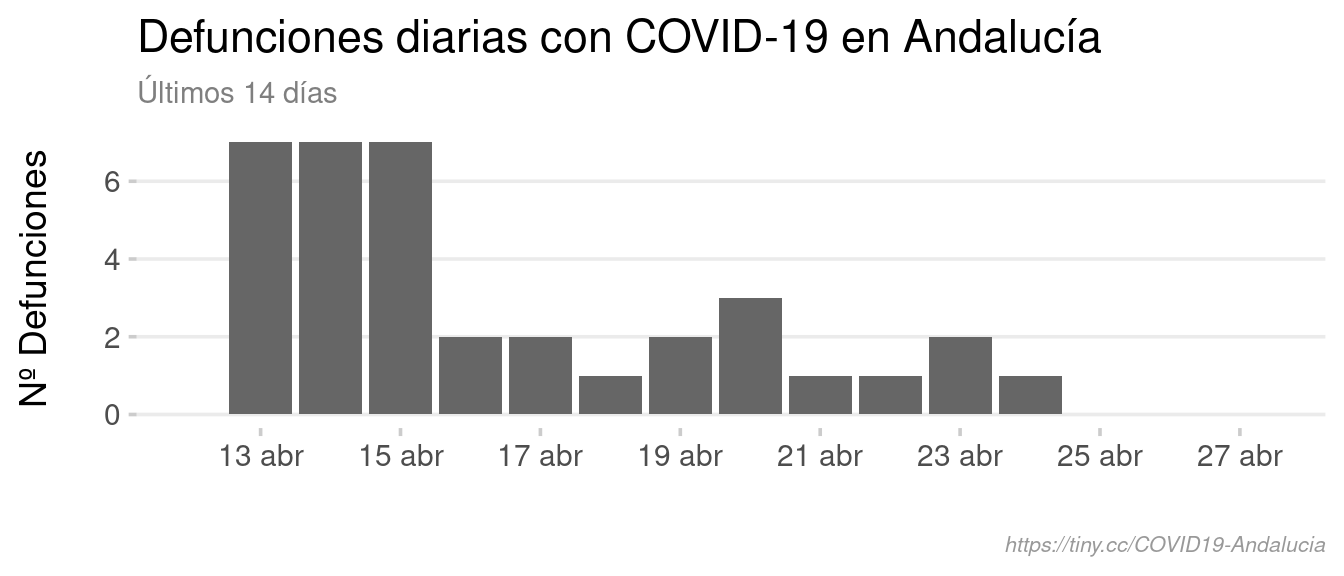 Defunciones diarias con COVID-19 en Andalucía
Últimos 14 días
Nº Defunciones
6
4
2
0
13 abr 15 abr 17 abr 19 abr 21 abr 23 abr 25 abr 27 abr
https://tiny.cc/COVID19-Andalucia